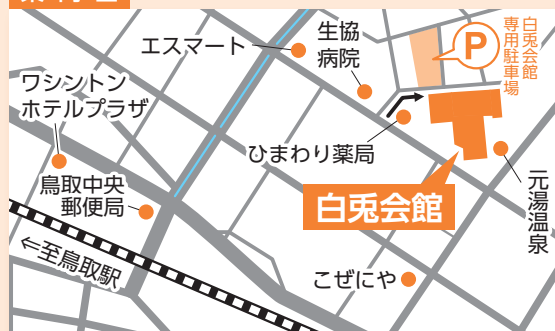 エスマート
生協
病院
P
白兎会館
専用駐車場
ワシントン
ホテルプラザ
ひまわり薬局
鳥取中央
郵便局
白兎会館
元湯温泉
←至鳥取駅
こぜにや